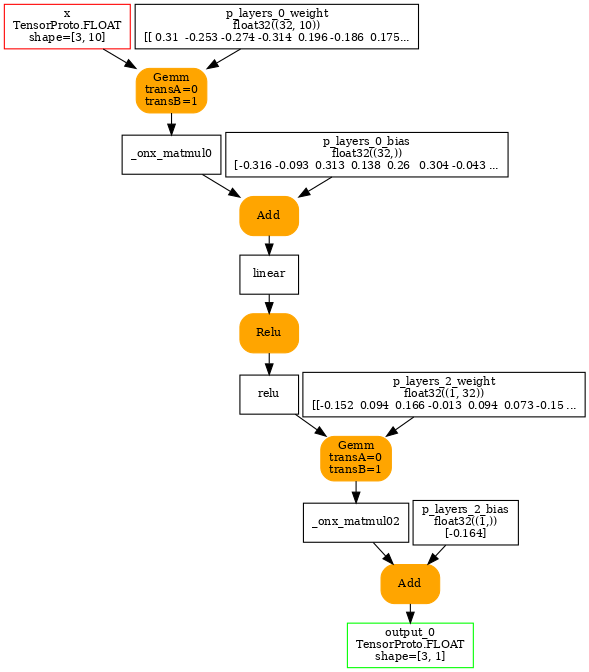 x
TensorProto.FLOAT
shape=[3, 10]
p_layers_0_weight
float32((32, 10))
[[ 0.31 -0.253 -0.274 -0.314 0.196 -0.186 0.175...
Gemm
transA=0
transB=1
_onx_matmul0
p_layers_0_bias
float32((32,))
[-0.316 -0.093 0.313 0.138 0.26 0.304 -0.043 ...
Add
linear
Relu
relu
p_layers_2_weight
float32((1, 32))
[[-0.152 0.094 0.166 -0.013 0.094 0.073 -0.15 ...
Gemm
transA=0
transB=1
_onx_matmul02
p_layers_2_bias
float32((1,))
[-0.164]
Add
output_0
TensorProto.FLOAT
shape=[3, 1]